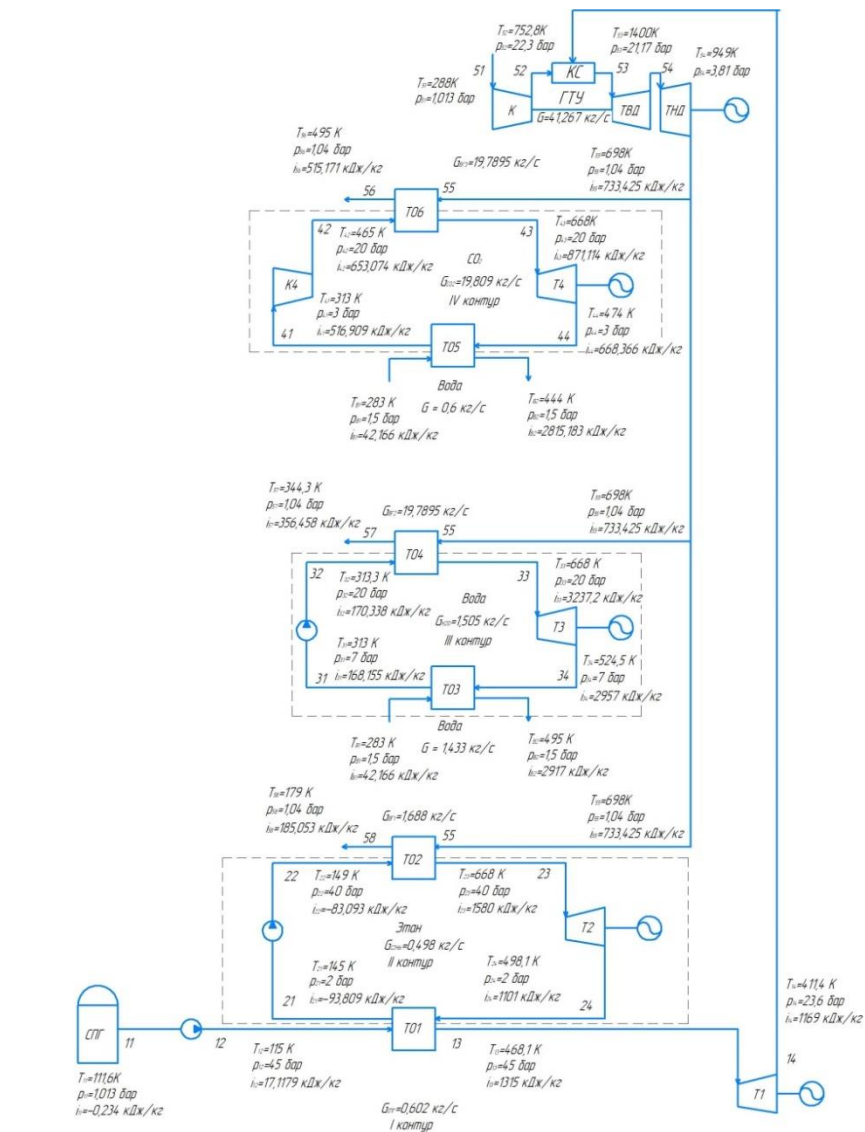 T₅₂=752,8K
p₅₂=22,3 бар
T₅₃=1400K
p₅₃=21,17 бар
T₅₄=949K
p₅₄=3,81 бар
51
52
КС
53
54
T₅₁=288K
p₅₁=1,013 бар
К
ГТУ
G=41,267 кг/с
ТВД
ТНД
T₅₆=495 K
p₅₆=1,04 бар
i₅₆=515,171 кДж/кг
=19,7895 кг/с
T₅₅=698K
p₅₅=1,04 бар
i₅₅=733,425 кДж/кг
56
ТО6
55
42
T₄₂=465 K
p₄₂=20 бар
i₄₂=653,074 кДж/кг
43
T₄₃=668K
p₄₃=20 бар
i₄₃=871,114 кДж/кг
CO₂
=19,809 кг/с
IV контур
К4
Т4
T₄₁=313 K
p₄₁=3 бар
i₄₁=516,909 кДж/кг
T₄₄=474 K
p₄₄=3 бар
i₄₄=668,366 кДж/кг
41
ТО5
44
Вода
G = 0,6 кг/с
T₈₁=283 K
p₈₁=1,5 бар
i₈₁=42,166 кДж/кг
T₈₂=444 K
p₈₂=1,5 бар
i₈₂=2815,183 кДж/кг
T₅₇=344,3 K
p₅₇=1,04 бар
i₅₇=356,458 кДж/кг
=19,7895 кг/с
T₅₅=698K
p₅₅=1,04 бар
i₅₅=733,425 кДж/кг
57
ТО4
55
32
T₃₂=313,3 K
p₃₂=20 бар
i₃₂=170,338 кДж/кг
33
T₃₃=668 K
p₃₃=20 бар
i₃₃=3237,2 кДж/кг
Вода
=1,505 кг/с
III контур
Т3
T₃₁=313 K
p₃₁=7 бар
i₃₁=168,155 кДж/кг
T₃₄=524,5 K
p₃₄=7 бар
i₃₄=2957 кДж/кг
31
ТО3
34
Вода
G = 1,433 кг/с
T₈₁=283 K
p₈₁=1,5 бар
i₈₁=42,166 кДж/кг
T₈₂=495 K
p₈₂=1,5 бар
i₈₂=2917 кДж/кг
T₅₈=179 K
p₅₈=1,04 бар
i₅₈=185,053 кДж/кг
=1,688 кг/с
T₅₅=698K
p₅₅=1,04 бар
i₅₅=733,425 кДж/кг
58
ТО2
55
22
T₂₂=149 K
p₂₂=40 бар
i₂₂=-83,093 кДж/кг
T₂₃=668 K
p₂₃=40 бар
i₂₃=1580 кДж/кг
23
Этан
=0,498 кг/с
II контур
Т2
T₂₁=145 K
p₂₁=2 бар
i₂₁=-93,809 кДж/кг
T₂₄=498,1 K
p₂₄=2 бар
i₂₄=1101 кДж/кг
21
ТО1
24
СПГ
11
12
13
14
T₁₁=111,6K
p₁₁=1,013 бар
i₁₁=-0,234 кДж/кг
T₁₂=115 K
p₁₂=45 бар
i₁₂=17,1179 кДж/кг
T₁₃=468,1 K
p₁₃=45 бар
i₁₃=1315 кДж/кг
T₁₄=411,4 K
p₁₄=23,6 бар
i₁₄=1169 кДж/кг
Т1
=0,602 кг/с
I контур